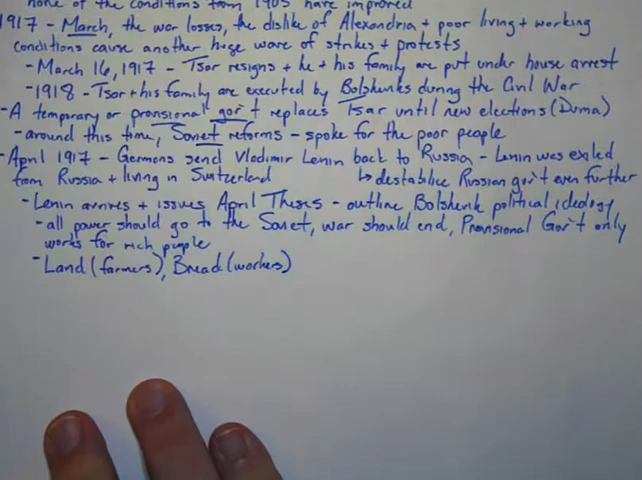 none of the conditions from 1905 have improved
1917 - March, the war losses, the dislike of Alexandria + poor living + working
conditions cause another huge wave of strikes + protests
- March 16, 1917 - Tsar resigns + he + his family are put under house arrest
- 1918 - Tsar + his family are executed by Bolsheviks during the Civil War
- A temporary or provisional gov't replaces Tsar until new elections (Duma)
- around this time, Soviet reforms - spoke for the poor people
- April 1917 - Germans send Vladimir Lenin back to Russia - Lenin was exiled
from Russia + living in Switzerland ↳ destabilize Russian gov't even further
- Lenin arrives + issues April Theses - outline Bolshevik political ideology
- all power should go to the Soviet, war should end, Provisional Gov't only
works for rich people
- Land (farmers), Bread (workers)